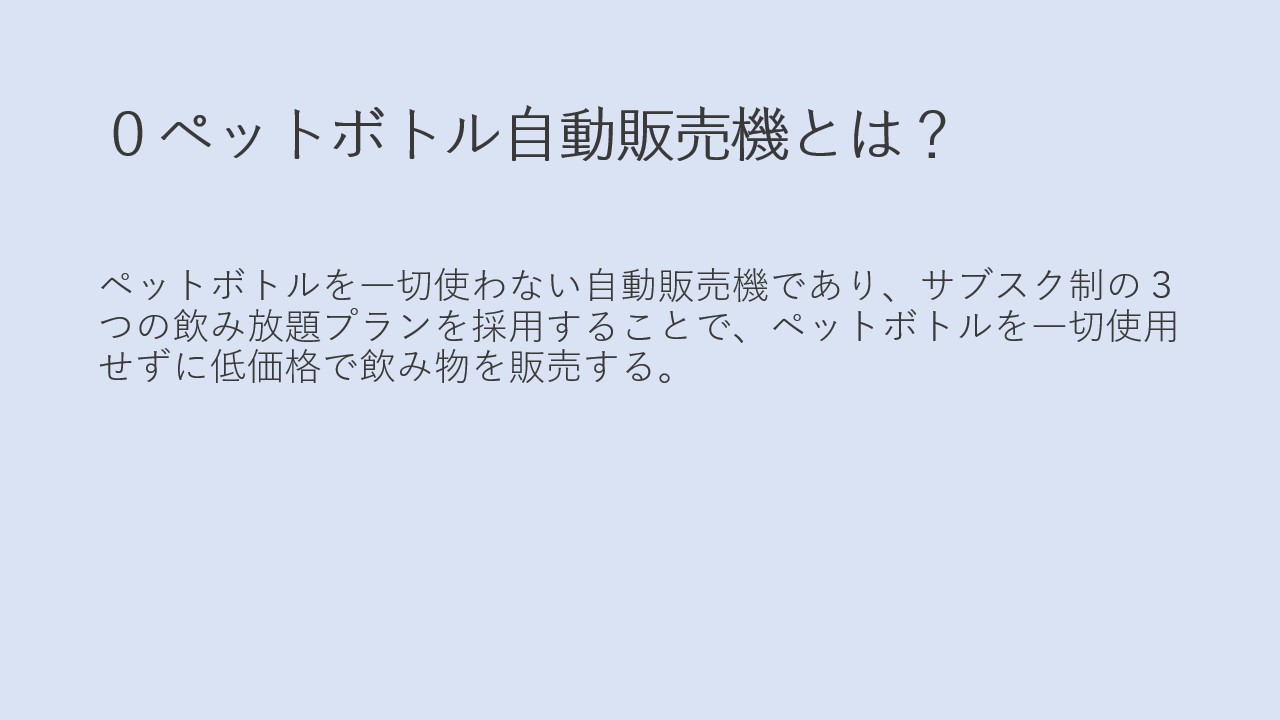 ０ペットボトル自動販売機とは？
ペットボトルを一切使わない自動販売機であり、サブスク制の３
つの飲み放題プランを採用することで、ペットボトルを一切使用
せずに低価格で飲み物を販売する。